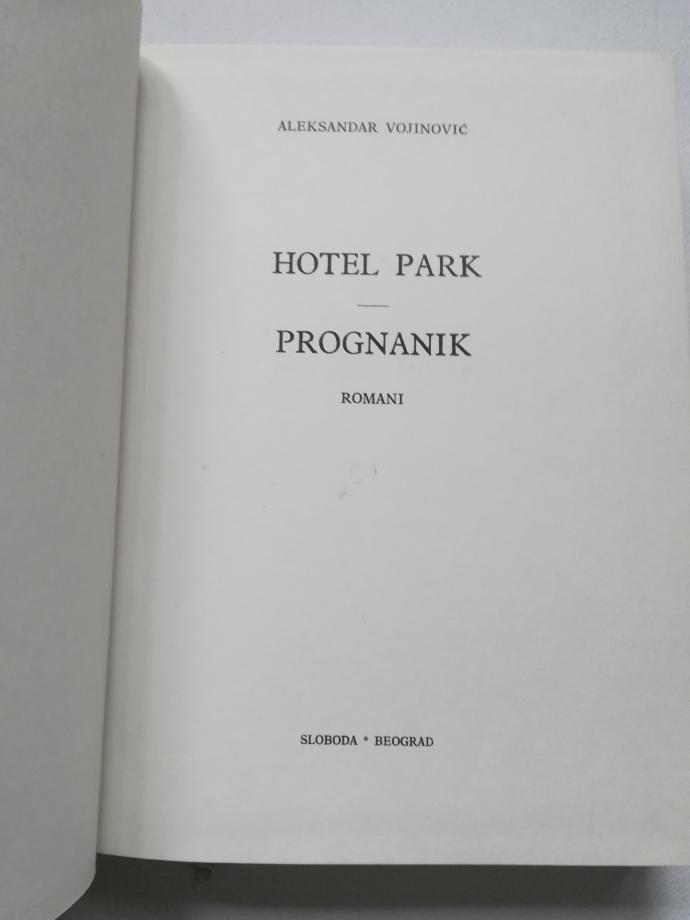 ALEKSANDAR VOJINOVIĆ
HOTEL PARK
PROGNANIK
ROMANI
SLOBODA * BEOGRAD